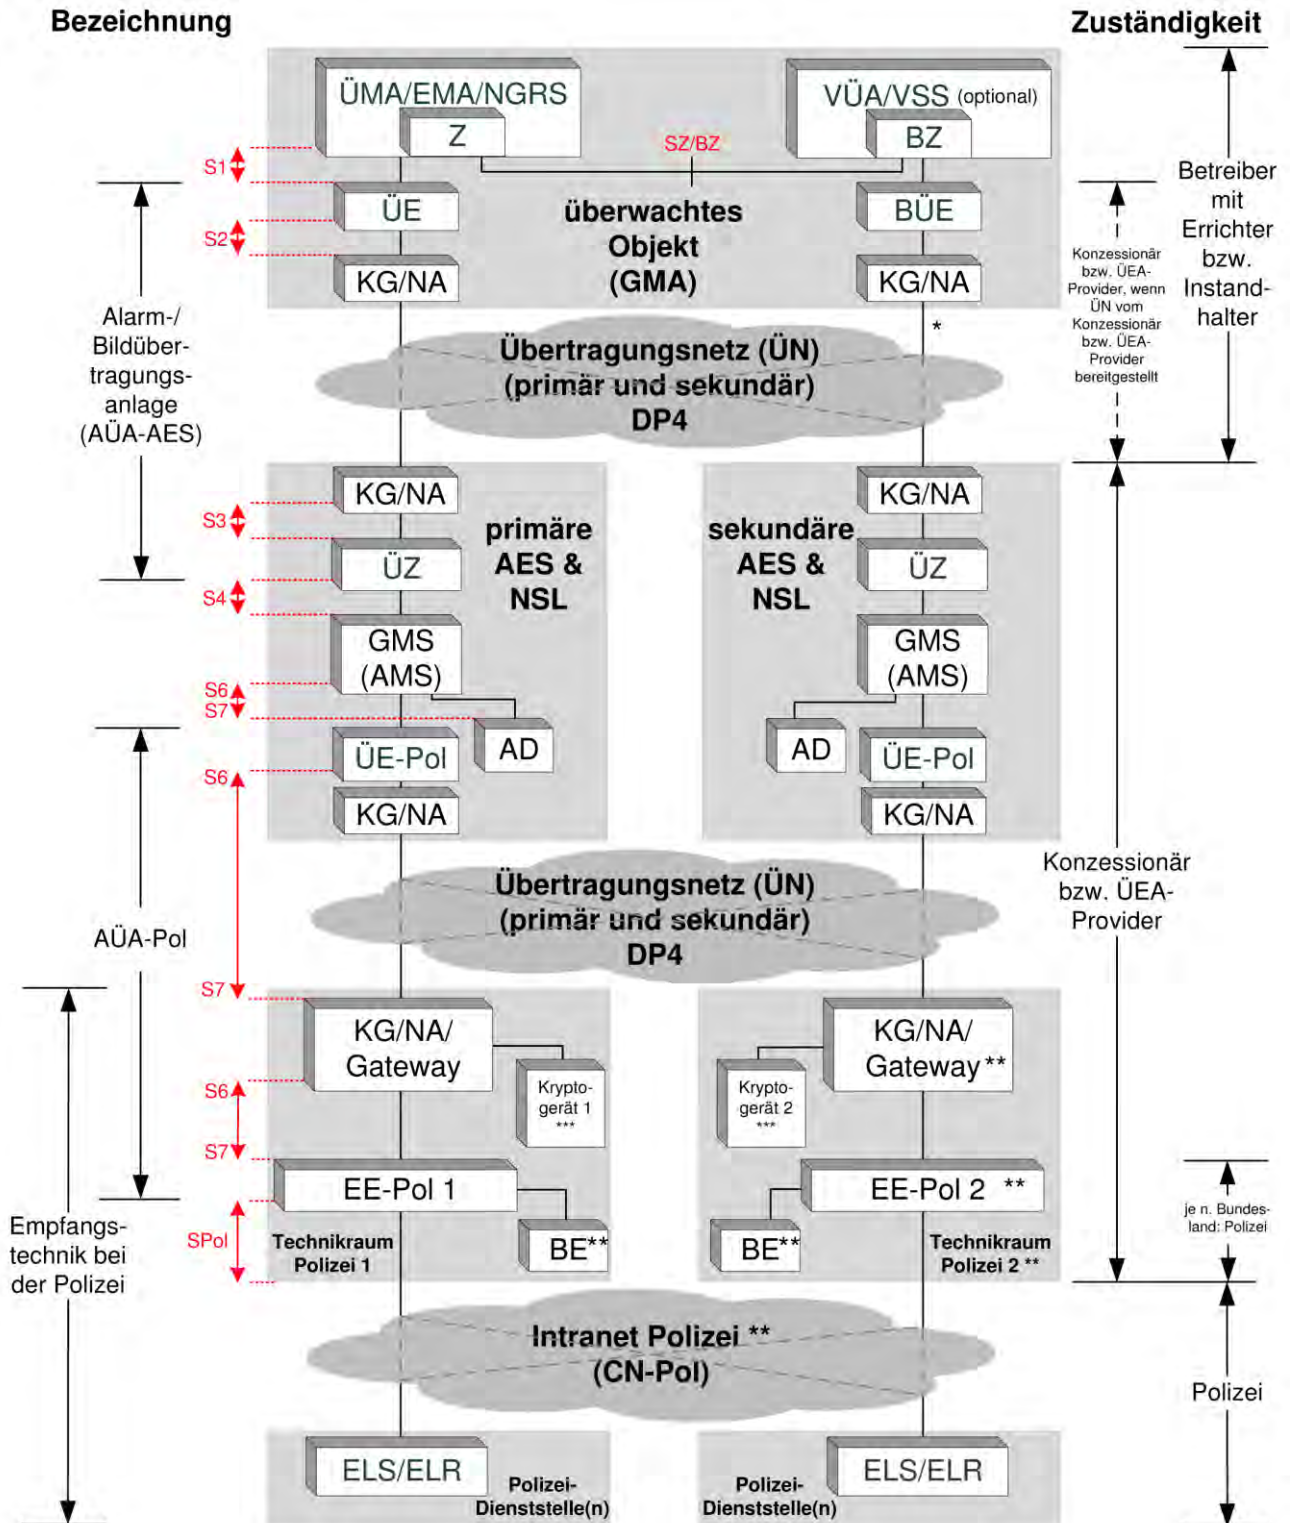 Bezeichnung
Zuständigkeit
ÜMA/EMA/NGRS
Z
VÜA/VSS (optional)
BZ
SZ/BZ
S1
ÜE
BÜE
S2
KG/NA
KG/NA
überwachtes
Objekt
(GMA)
Betreiber
mit
Errichter
bzw.
Instand-
halter
Konzessionär
bzw. ÜEA-
Provider, wenn
ÜN vom
Konzessionär
bzw. ÜEA-
Provider
bereitgestellt
Alarm-/
Bildüber-
tragungs-
anlage
(AÜA-AES)
*
Übertragungsnetz (ÜN)
(primär und sekundär)
DP4
KG/NA
KG/NA
S3
primäre
AES &
NSL
sekundäre
AES &
NSL
ÜZ
ÜZ
S4
GMS
(AMS)
GMS
(AMS)
S6
S7
AD
AD
ÜE-Pol
ÜE-Pol
S6
KG/NA
KG/NA
Konzessionär
bzw. ÜEA-
Provider
Übertragungsnetz (ÜN)
(primär und sekundär)
DP4
AÜA-Pol
S7
KG/NA/
Gateway
KG/NA/
Gateway **
S6
Krypto-
gerät 1
***
Krypto-
gerät 2
***
S7
EE-Pol 1
EE-Pol 2 **
SPol
BE**
BE**
Technikraum
Polizei 1
Technikraum
Polizei 2 **
je n. Bundes-
land: Polizei
Empfangs-
technik bei
der Polizei
Intranet Polizei **
(CN-Pol)
Polizei
ELS/ELR
ELS/ELR
Polizei-
Dienststelle(n)
Polizei-
Dienststelle(n)